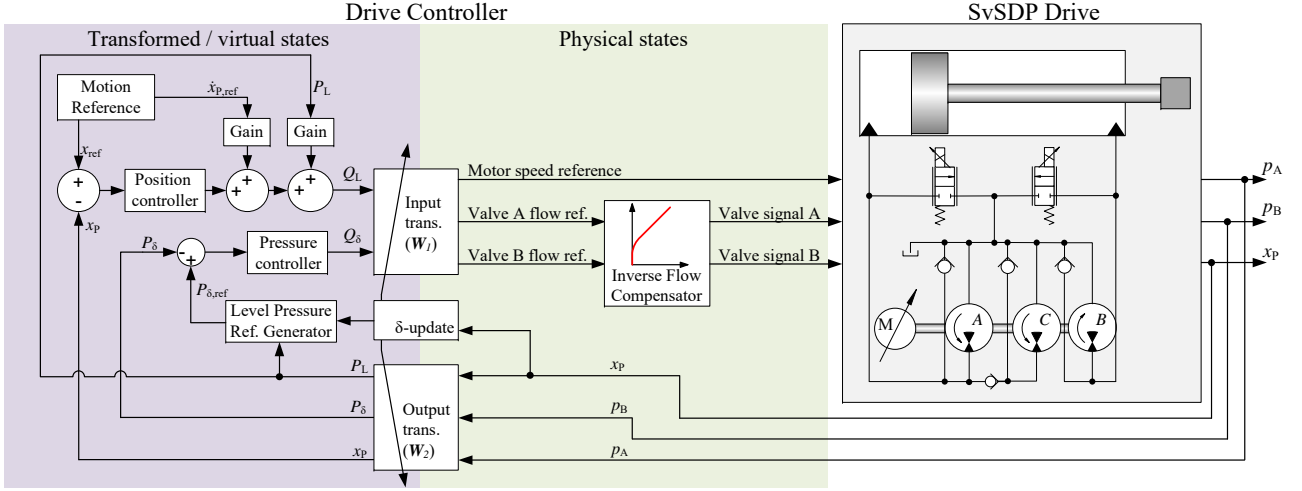 Drive Controller
SvSDP Drive
Transformed / virtual states
Physical states
Motion
Reference
ẋP,ref
PL
Gain
Gain
xref
+
-
Position
controller
+
+
+
+
QL
xP
Pδ
-
+
Pressure
controller
Qδ
Input
trans.
(W1)
Motor speed reference
Valve A flow ref.
Valve B flow ref.
Inverse Flow
Compensator
Valve signal A
Valve signal B
pA
pB
xP
Pδ,ref
Level Pressure
Ref. Generator
δ-update
M
A
C
B
PL
Pδ
xP
Output
trans.
(W2)
xP
pB
pA